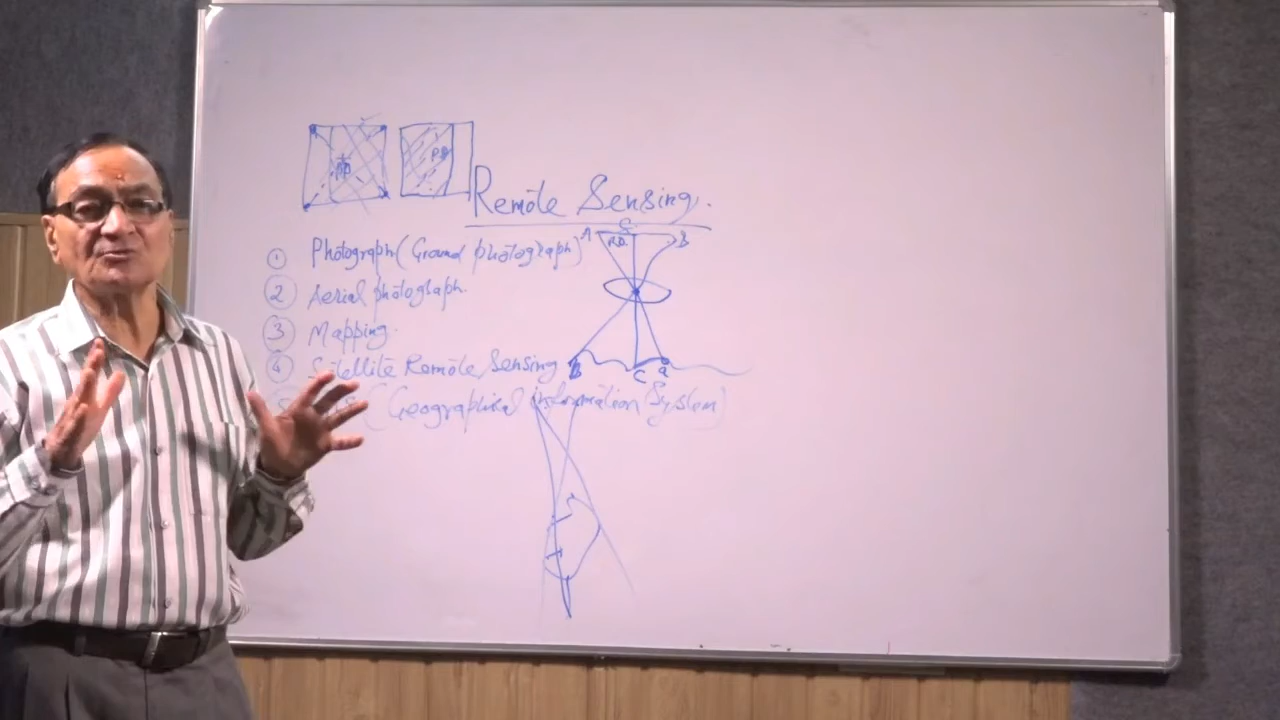 P.P.
Remote Sensing.
① Photograph (Ground photograph)
② Aerial photograph.
③ Mapping.
④ Satellite Remote Sensing
(Geographical Information System)
A C B
P.D.
B C a